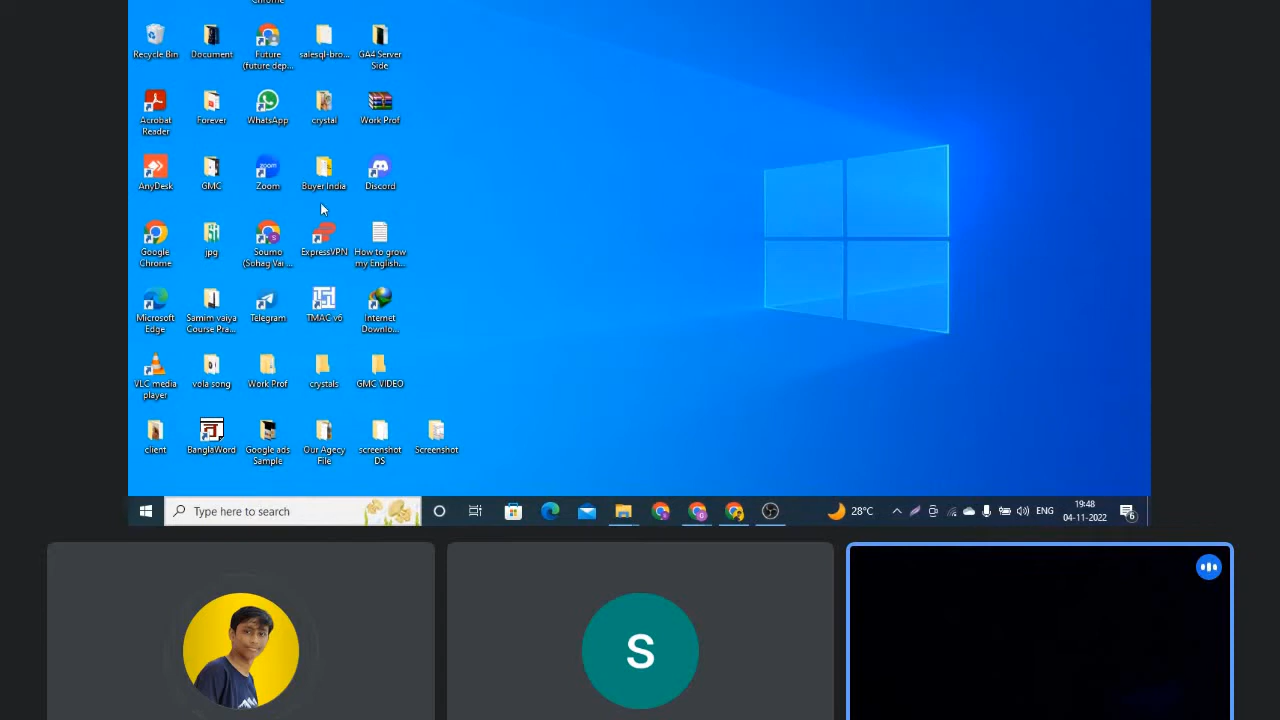 Chrome
Recycle Bin
Document
Future
(future dep...
salesql-bro...
GA4 Server
Side
Acrobat
Reader
Forever
WhatsApp
crystal
Work Prof
AnyDesk
GMC
zoom
Zoom
Buyer India
Discord
Google
Chrome
jpg
Soumo
(Sohag Vai ...
ExpressVPN
How to grow
my English...
Microsoft
Edge
Samim vaiya
Course Pra...
Telegram
TMAC v6
Internet
Downlo...
VLC media
player
vola song
Work Prof
crystals
GMC VIDEO
client
BanglaWord
Google ads
Sample
Our Agecy
File
screenshot
DS
Screenshot
Type here to search
28°C
ENG
19:48
04-11-2022
6
S